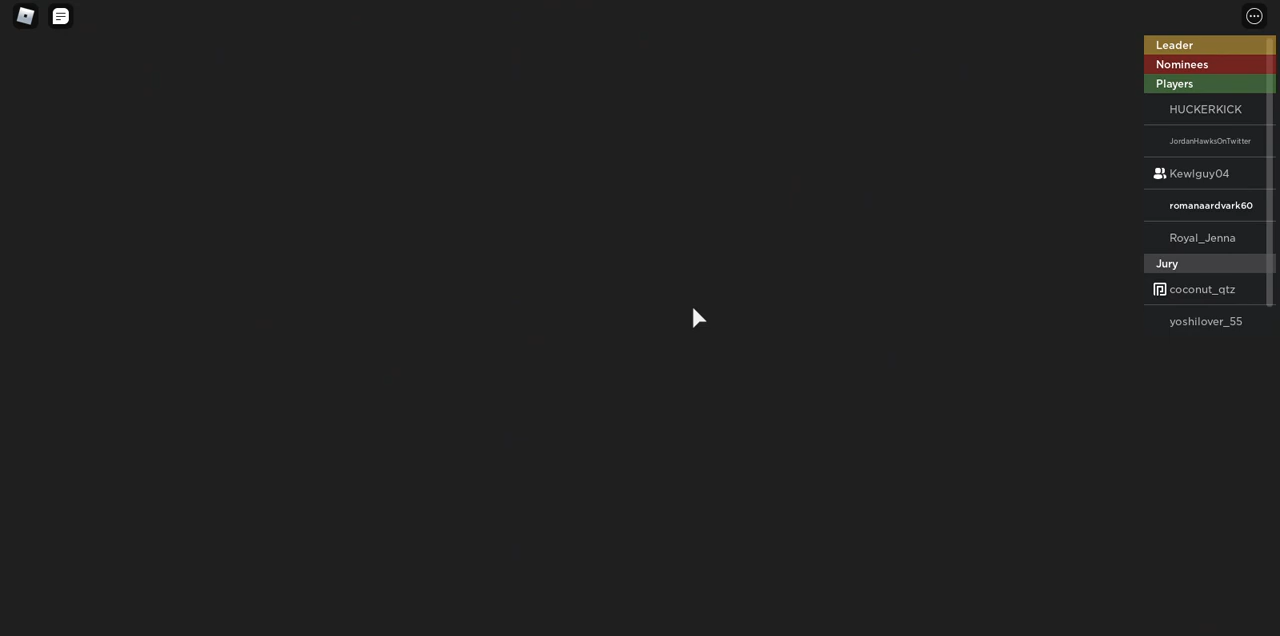 Leader
Nominees
Players
HUCKERKICK
JordanHawksOnTwitter
Kewlguy04
romanaardvark60
Royal_Jenna
Jury
coconut_qtz
yoshilover_55